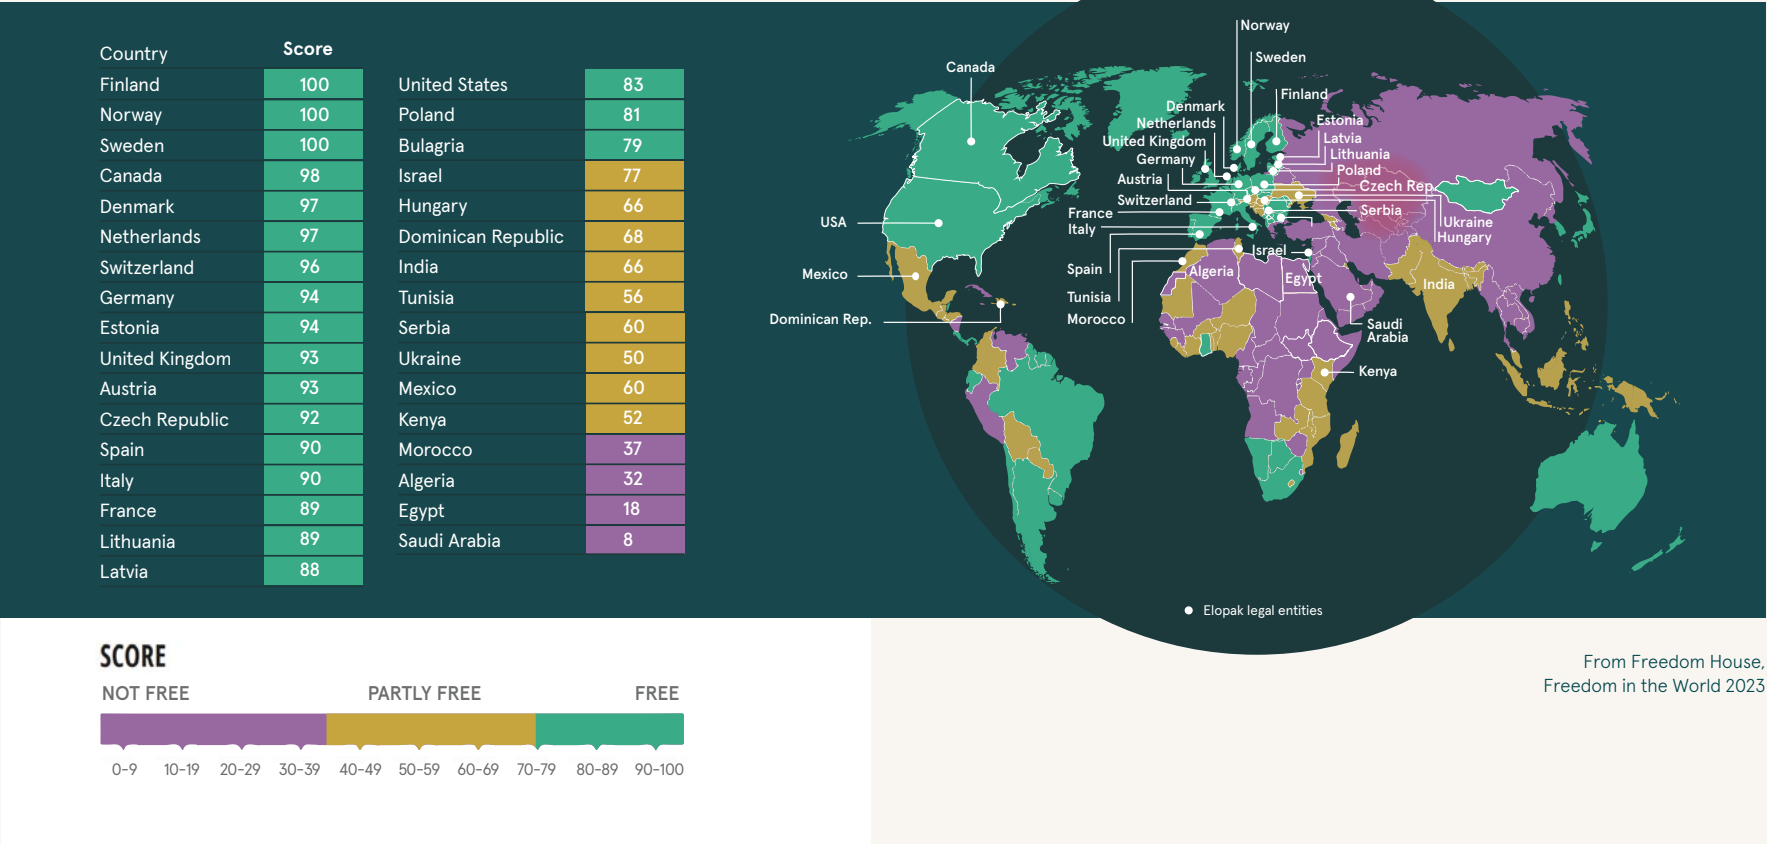 Country Score
Finland 100
Norway 100
Sweden 100
Canada 98
Denmark 97
Netherlands 97
Switzerland 96
Germany 94
Estonia 94
United Kingdom 93
Austria 93
Czech Republic 92
Spain 90
Italy 90
France 89
Lithuania 89
Latvia 88
United States 83
Poland 81
Bulagria 79
Israel 77
Hungary 66
Dominican Republic 68
India 66
Tunisia 56
Serbia 60
Ukraine 50
Mexico 60
Kenya 52
Morocco 37
Algeria 32
Egypt 18
Saudi Arabia 8
Norway
Sweden
Canada
Finland
Denmark
Netherlands
United Kingdom
Germany
Austria
Switzerland
France
Italy
Estonia
Latvia
Lithuania
Poland
Czech Rep.
Serbia
Ukraine
Hungary
USA
Mexico
Dominican Rep.
Spain
Tunisia
Morocco
Israel
Algeria
Egypt
India
Saudi
Arabia
Kenya
Elopak legal entities
SCORE
NOT FREE PARTLY FREE FREE
0-9 10-19 20-29 30-39 40-49 50-59 60-69 70-79 80-89 90-100
From Freedom House,
Freedom in the World 2023